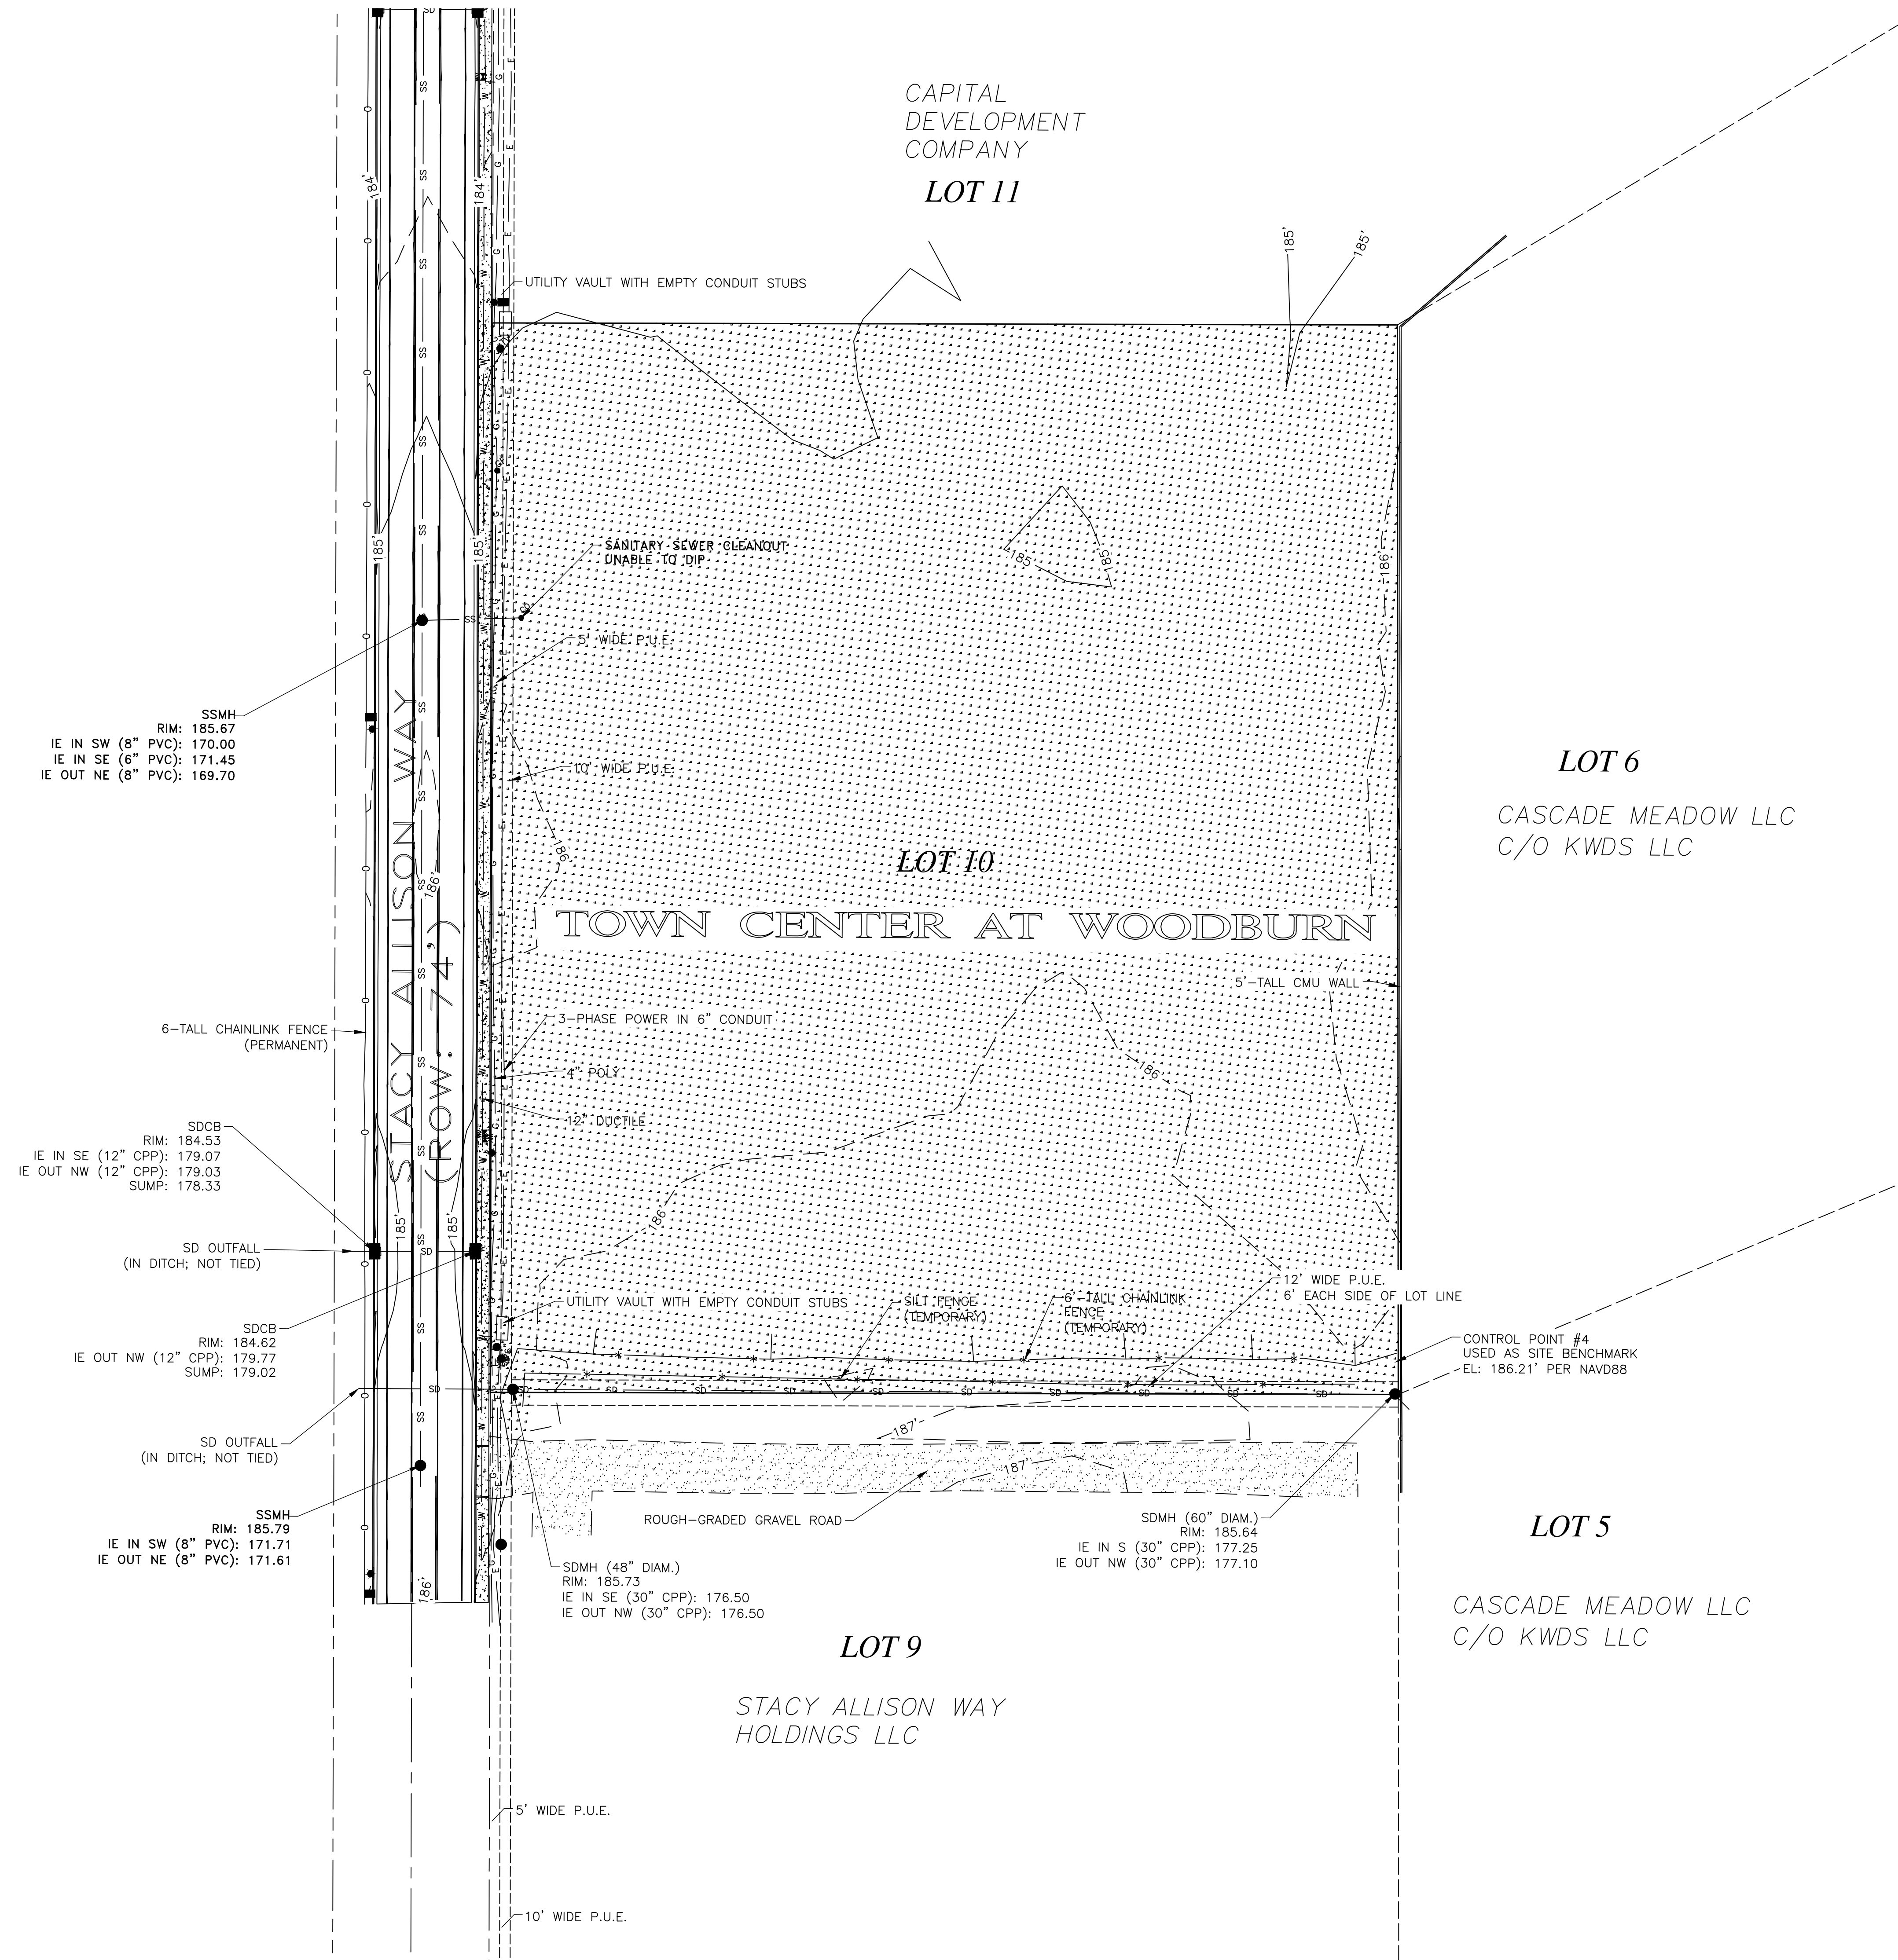 CAPITAL
DEVELOPMENT
COMPANY
LOT 11
184'
184'
185'
185'
UTILITY VAULT WITH EMPTY CONDUIT STUBS
185'
185'
SANITARY SEWER CLEANOUT
UNABLE TO DIP
185
185
186'
5' WIDE P.U.E.
SSMH
RIM: 185.67
IE IN SW (8" PVC): 170.00
IE IN SE (6" PVC): 171.45
IE OUT NE (8" PVC): 169.70
10' WIDE P.U.E.
LOT 6
CASCADE MEADOW LLC
C/O KWDS LLC
186'
186
LOT 10
TOWN CENTER AT WOODBURN
STACY ALLISON WAY
(ROW: 74')
5'-TALL CMU WALL
6-TALL CHAINLINK FENCE
(PERMANENT)
3-PHASE POWER IN 6" CONDUIT
4" POLY
186
12" DUCTILE
SDCB
RIM: 184.53
IE IN SE (12" CPP): 179.07
IE OUT NW (12" CPP): 179.03
SUMP: 178.33
186'
185'
185'
SD
SD OUTFALL
(IN DITCH; NOT TIED)
12' WIDE P.U.E.
6' EACH SIDE OF LOT LINE
UTILITY VAULT WITH EMPTY CONDUIT STUBS
SILT FENCE
(TEMPORARY)
6'-TALL CHAINLINK
FENCE
(TEMPORARY)
SDCB
RIM: 184.62
IE OUT NW (12" CPP): 179.77
SUMP: 179.02
CONTROL POINT #4
USED AS SITE BENCHMARK
EL: 186.21' PER NAVD88
SD SD SD SD SD SD SD SD SD SD SD
187'
SD OUTFALL
(IN DITCH; NOT TIED)
187'
SSMH
RIM: 185.79
IE IN SW (8" PVC): 171.71
IE OUT NE (8" PVC): 171.61
ROUGH-GRADED GRAVEL ROAD
SDMH (60" DIAM.)
RIM: 185.64
IE IN S (30" CPP): 177.25
IE OUT NW (30" CPP): 177.10
LOT 5
186'
SDMH (48" DIAM.)
RIM: 185.73
IE IN SE (30" CPP): 176.50
IE OUT NW (30" CPP): 176.50
CASCADE MEADOW LLC
C/O KWDS LLC
LOT 9
STACY ALLISON WAY
HOLDINGS LLC
5' WIDE P.U.E.
10' WIDE P.U.E.